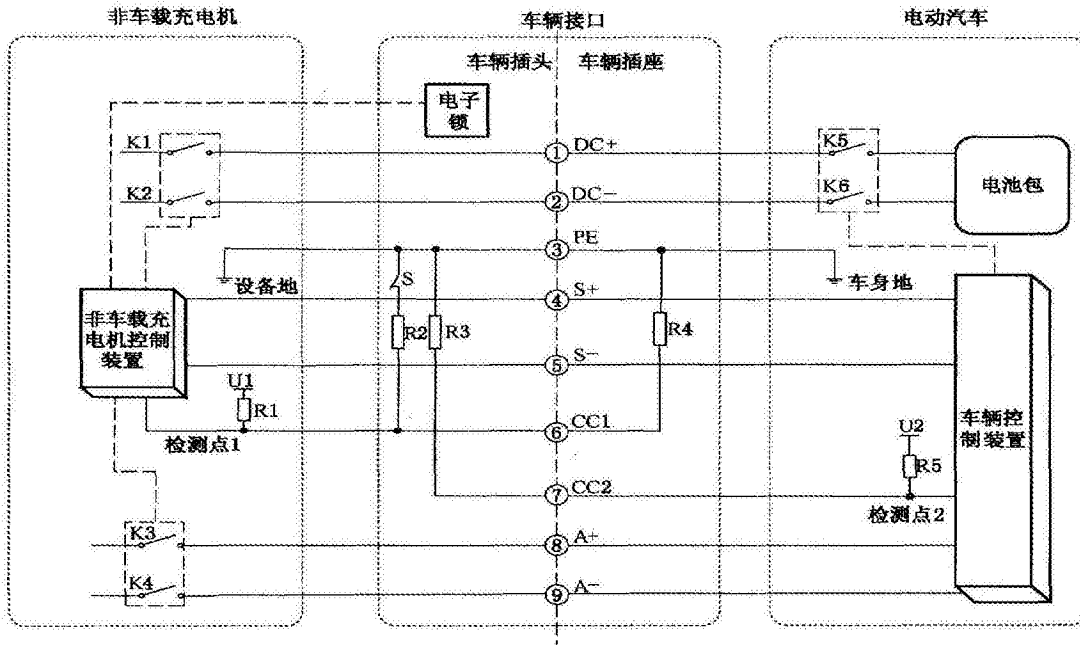 非车载充电机
车辆接口
电动汽车
车辆插头
车辆插座
电子
锁
K1
① DC+
K5
K2
② DC-
K6
电池包
③ PE
设备地
S
④ S+
车身地
非车载充
电机控制
装置
R2
R3
R4
⑤ S-
U1
R1
检测点1
⑥ CC1
U2
车辆控
制装置
R5
⑦ CC2
检测点2
K3
⑧ A+
K4
⑨ A-